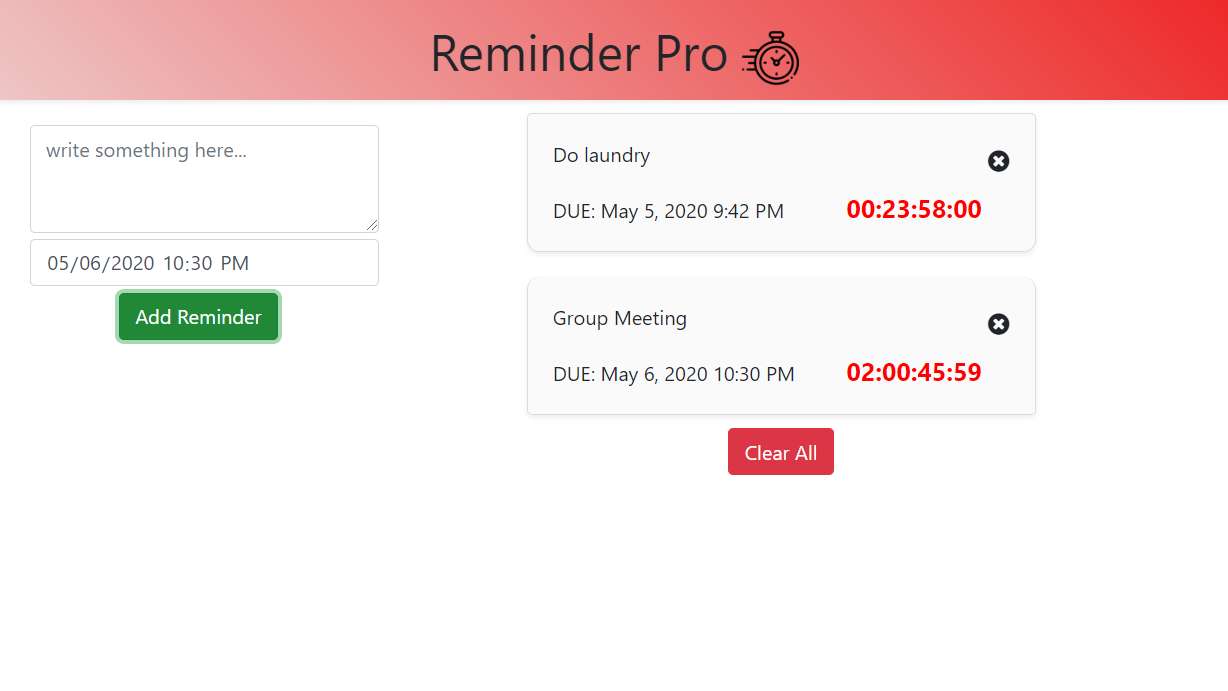 Reminder Pro
write something here...
05/06/2020 10:30 PM
Add Reminder
Do laundry
DUE: May 5, 2020 9:42 PM
00:23:58:00
Group Meeting
DUE: May 6, 2020 10:30 PM
02:00:45:59
Clear All